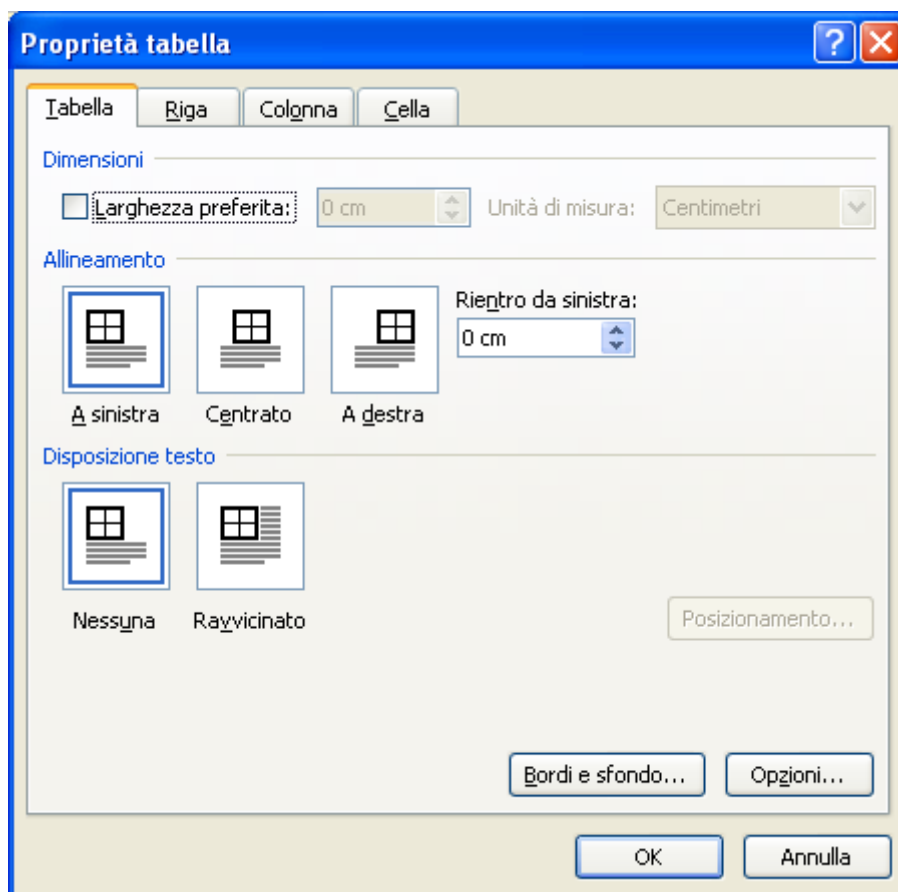 Proprietà tabella
Tabella Riga Colonna Cella
Dimensioni
Larghezza preferita: 0 cm Unità di misura: Centimetri
Allineamento
Rientro da sinistra:
0 cm
A sinistra Centrato A destra
Disposizione testo
Nessuna Ravvicinato
Posizionamento...
Bordi e sfondo... Opzioni...
OK Annulla